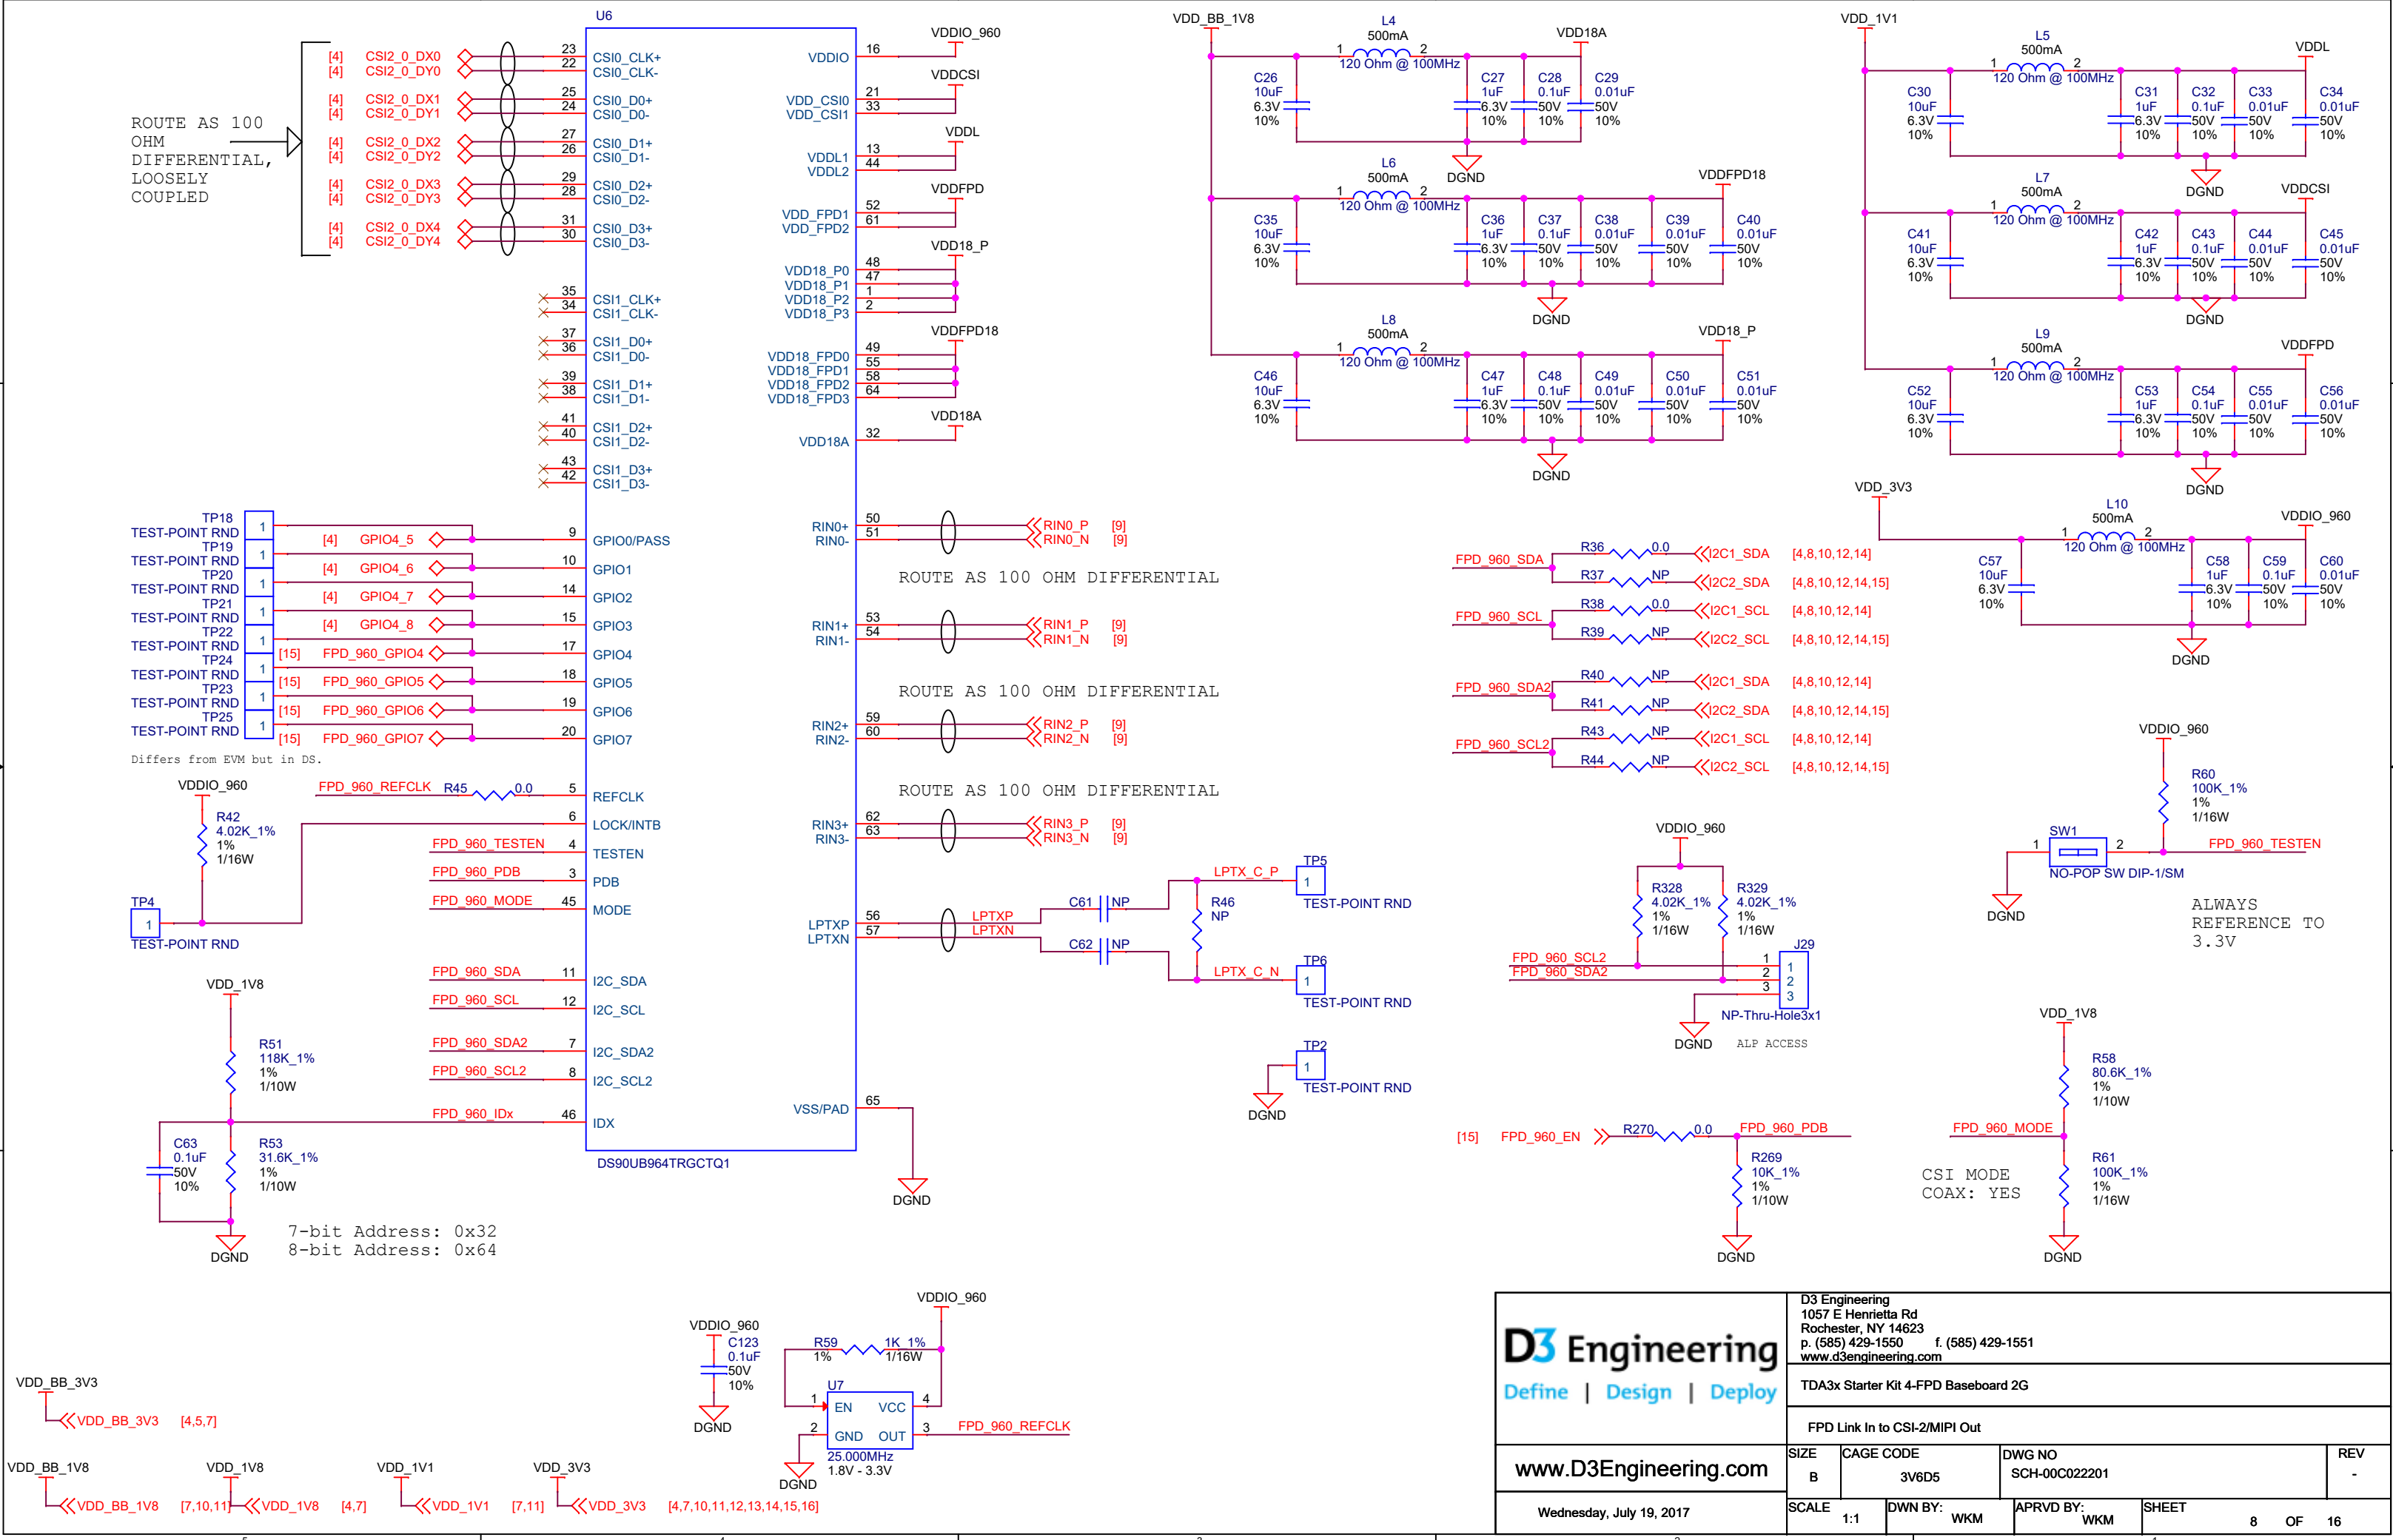 U6
DS90UB964TRGCTQ1
ROUTE AS 100
OHM
DIFFERENTIAL,
LOOSELY
COUPLED
[4] CSI2_0_DX0 23 CSI0_CLK+
[4] CSI2_0_DY0 22 CSI0_CLK-
[4] CSI2_0_DX1 25 CSI0_D0+
[4] CSI2_0_DY1 24 CSI0_D0-
[4] CSI2_0_DX2 27 CSI0_D1+
[4] CSI2_0_DY2 26 CSI0_D1-
[4] CSI2_0_DX3 29 CSI0_D2+
[4] CSI2_0_DY3 28 CSI0_D2-
[4] CSI2_0_DX4 31 CSI0_D3+
[4] CSI2_0_DY4 30 CSI0_D3-
35 CSI1_CLK+
34 CSI1_CLK-
37 CSI1_D0+
36 CSI1_D0-
39 CSI1_D1+
38 CSI1_D1-
41 CSI1_D2+
40 CSI1_D2-
43 CSI1_D3+
42 CSI1_D3-
TP18
TEST-POINT RND 1
[4] GPIO4_5 9 GPIO0/PASS
TP19
TEST-POINT RND 1
[4] GPIO4_6 10 GPIO1
TP20
TEST-POINT RND 1
[4] GPIO4_7 14 GPIO2
TP21
TEST-POINT RND 1
[4] GPIO4_8 15 GPIO3
TP22
TEST-POINT RND 1
[15] FPD_960_GPIO4 17 GPIO4
TP24
TEST-POINT RND 1
[15] FPD_960_GPIO5 18 GPIO5
TP23
TEST-POINT RND 1
[15] FPD_960_GPIO6 19 GPIO6
TP25
TEST-POINT RND 1
[15] FPD_960_GPIO7 20 GPIO7
Differs from EVM but in DS.
FPD_960_REFCLK R45 0.0 5 REFCLK
VDDIO_960
R42
4.02K_1%
1%
1/16W
6 LOCK/INTB
TP4
1
TEST-POINT RND
FPD_960_TESTEN 4 TESTEN
FPD_960_PDB 3 PDB
FPD_960_MODE 45 MODE
FPD_960_SDA 11 I2C_SDA
FPD_960_SCL 12 I2C_SCL
FPD_960_SDA2 7 I2C_SDA2
FPD_960_SCL2 8 I2C_SCL2
FPD_960_IDx 46 IDX
VDD_1V8
R51
118K_1%
1%
1/10W
C63
0.1uF
50V
10%
R53
31.6K_1%
1%
1/10W
DGND
7-bit Address: 0x32
8-bit Address: 0x64
VDDIO 16 VDDIO_960
VDDCSI
VDD_CSI0 21
VDD_CSI1 33
VDDL
VDDL1 13
VDDL2 44
VDDFPD
VDD_FPD1 52
VDD_FPD2 61
VDD18_P
VDD18_P0 48
VDD18_P1 47
VDD18_P2 1
VDD18_P3 2
VDDFPD18
VDD18_FPD0 49
VDD18_FPD1 55
VDD18_FPD2 58
VDD18_FPD3 64
VDD18A
VDD18A 32
RIN0+ 50 RIN0_P [9]
RIN0- 51 RIN0_N [9]
ROUTE AS 100 OHM DIFFERENTIAL
RIN1+ 53 RIN1_P [9]
RIN1- 54 RIN1_N [9]
ROUTE AS 100 OHM DIFFERENTIAL
RIN2+ 59 RIN2_P [9]
RIN2- 60 RIN2_N [9]
ROUTE AS 100 OHM DIFFERENTIAL
RIN3+ 62 RIN3_P [9]
RIN3- 63 RIN3_N [9]
LPTXP 56 LPTXP C61 NP LPTX_C_P
LPTXN 57 LPTXN C62 NP LPTX_C_N
R46
NP
TP5
1
TEST-POINT RND
TP6
1
TEST-POINT RND
TP2
1
TEST-POINT RND
DGND
VSS/PAD 65
DGND
VDD_BB_1V8
L4
500mA
1 2
120 Ohm @ 100MHz
VDD18A
C26
10uF
6.3V
10%
C27
1uF
6.3V
10%
C28
0.1uF
50V
10%
C29
0.01uF
50V
10%
DGND
L6
500mA
1 2
120 Ohm @ 100MHz
VDDFPD18
C35
10uF
6.3V
10%
C36
1uF
6.3V
10%
C37
0.1uF
50V
10%
C38
0.01uF
50V
10%
C39
0.01uF
50V
10%
C40
0.01uF
50V
10%
DGND
L8
500mA
1 2
120 Ohm @ 100MHz
VDD18_P
C46
10uF
6.3V
10%
C47
1uF
6.3V
10%
C48
0.1uF
50V
10%
C49
0.01uF
50V
10%
C50
0.01uF
50V
10%
C51
0.01uF
50V
10%
DGND
VDD_1V1
L5
500mA
1 2
120 Ohm @ 100MHz
VDDL
C30
10uF
6.3V
10%
C31
1uF
6.3V
10%
C32
0.1uF
50V
10%
C33
0.01uF
50V
10%
C34
0.01uF
50V
10%
DGND
L7
500mA
1 2
120 Ohm @ 100MHz
VDDCSI
C41
10uF
6.3V
10%
C42
1uF
6.3V
10%
C43
0.1uF
50V
10%
C44
0.01uF
50V
10%
C45
0.01uF
50V
10%
DGND
L9
500mA
1 2
120 Ohm @ 100MHz
VDDFPD
C52
10uF
6.3V
10%
C53
1uF
6.3V
10%
C54
0.1uF
50V
10%
C55
0.01uF
50V
10%
C56
0.01uF
50V
10%
DGND
VDD_3V3
L10
500mA
1 2
120 Ohm @ 100MHz
VDDIO_960
C57
10uF
6.3V
10%
C58
1uF
6.3V
10%
C59
0.1uF
50V
10%
C60
0.01uF
50V
10%
DGND
FPD_960_SDA R36 0.0 I2C1_SDA [4,8,10,12,14]
R37 NP I2C2_SDA [4,8,10,12,14,15]
FPD_960_SCL R38 0.0 I2C1_SCL [4,8,10,12,14]
R39 NP I2C2_SCL [4,8,10,12,14,15]
FPD_960_SDA2 R40 NP I2C1_SDA [4,8,10,12,14]
R41 NP I2C2_SDA [4,8,10,12,14,15]
FPD_960_SCL2 R43 NP I2C1_SCL [4,8,10,12,14]
R44 NP I2C2_SCL [4,8,10,12,14,15]
VDDIO_960
R60
100K_1%
1%
1/16W
SW1
1 2 FPD_960_TESTEN
NO-POP SW DIP-1/SM
DGND
ALWAYS
REFERENCE TO
3.3V
VDDIO_960
R328
4.02K_1%
1%
1/16W
R329
4.02K_1%
1%
1/16W
J29
FPD_960_SCL2 1 1
FPD_960_SDA2 2 2
3 3
NP-Thru-Hole3x1
DGND ALP ACCESS
[15] FPD_960_EN R270 0.0 FPD_960_PDB
R269
10K_1%
1%
1/10W
DGND
VDD_1V8
R58
80.6K_1%
1%
1/10W
FPD_960_MODE
CSI MODE
COAX: YES
R61
100K_1%
1%
1/16W
DGND
VDDIO_960
C123
0.1uF
50V
10%
DGND
VDDIO_960
R59 1K_1%
1% 1/16W
U7
1 EN VCC 4
2 GND OUT 3 FPD_960_REFCLK
25.000MHz
1.8V - 3.3V
DGND
VDD_BB_3V3
VDD_BB_3V3 [4,5,7]
VDD_BB_1V8
VDD_BB_1V8 [7,10,11]
VDD_1V8
VDD_1V8 [4,7]
VDD_1V1
VDD_1V1 [7,11]
VDD_3V3
VDD_3V3 [4,7,10,11,12,13,14,15,16]
D3 Engineering
Define | Design | Deploy
www.D3Engineering.com
Wednesday, July 19, 2017
D3 Engineering
1057 E Henrietta Rd
Rochester, NY 14623
p. (585) 429-1550 f. (585) 429-1551
www.d3engineering.com
TDA3x Starter Kit 4-FPD Baseboard 2G
FPD Link In to CSI-2/MIPI Out
SIZE
B
CAGE CODE
3V6D5
DWG NO
SCH-00C022201
REV
-
SCALE 1:1
DWN BY: WKM
APRVD BY: WKM
SHEET 8 OF 16